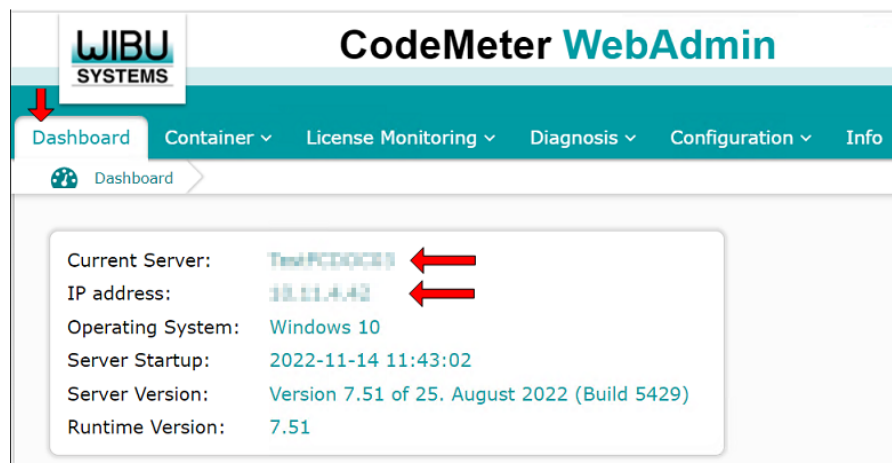 WIBU
SYSTEMS
CodeMeter WebAdmin
Dashboard Container License Monitoring Diagnosis Configuration Info
Dashboard
Current Server:
IP address:
Operating System: Windows 10
Server Startup: 2022-11-14 11:43:02
Server Version: Version 7.51 of 25. August 2022 (Build 5429)
Runtime Version: 7.51